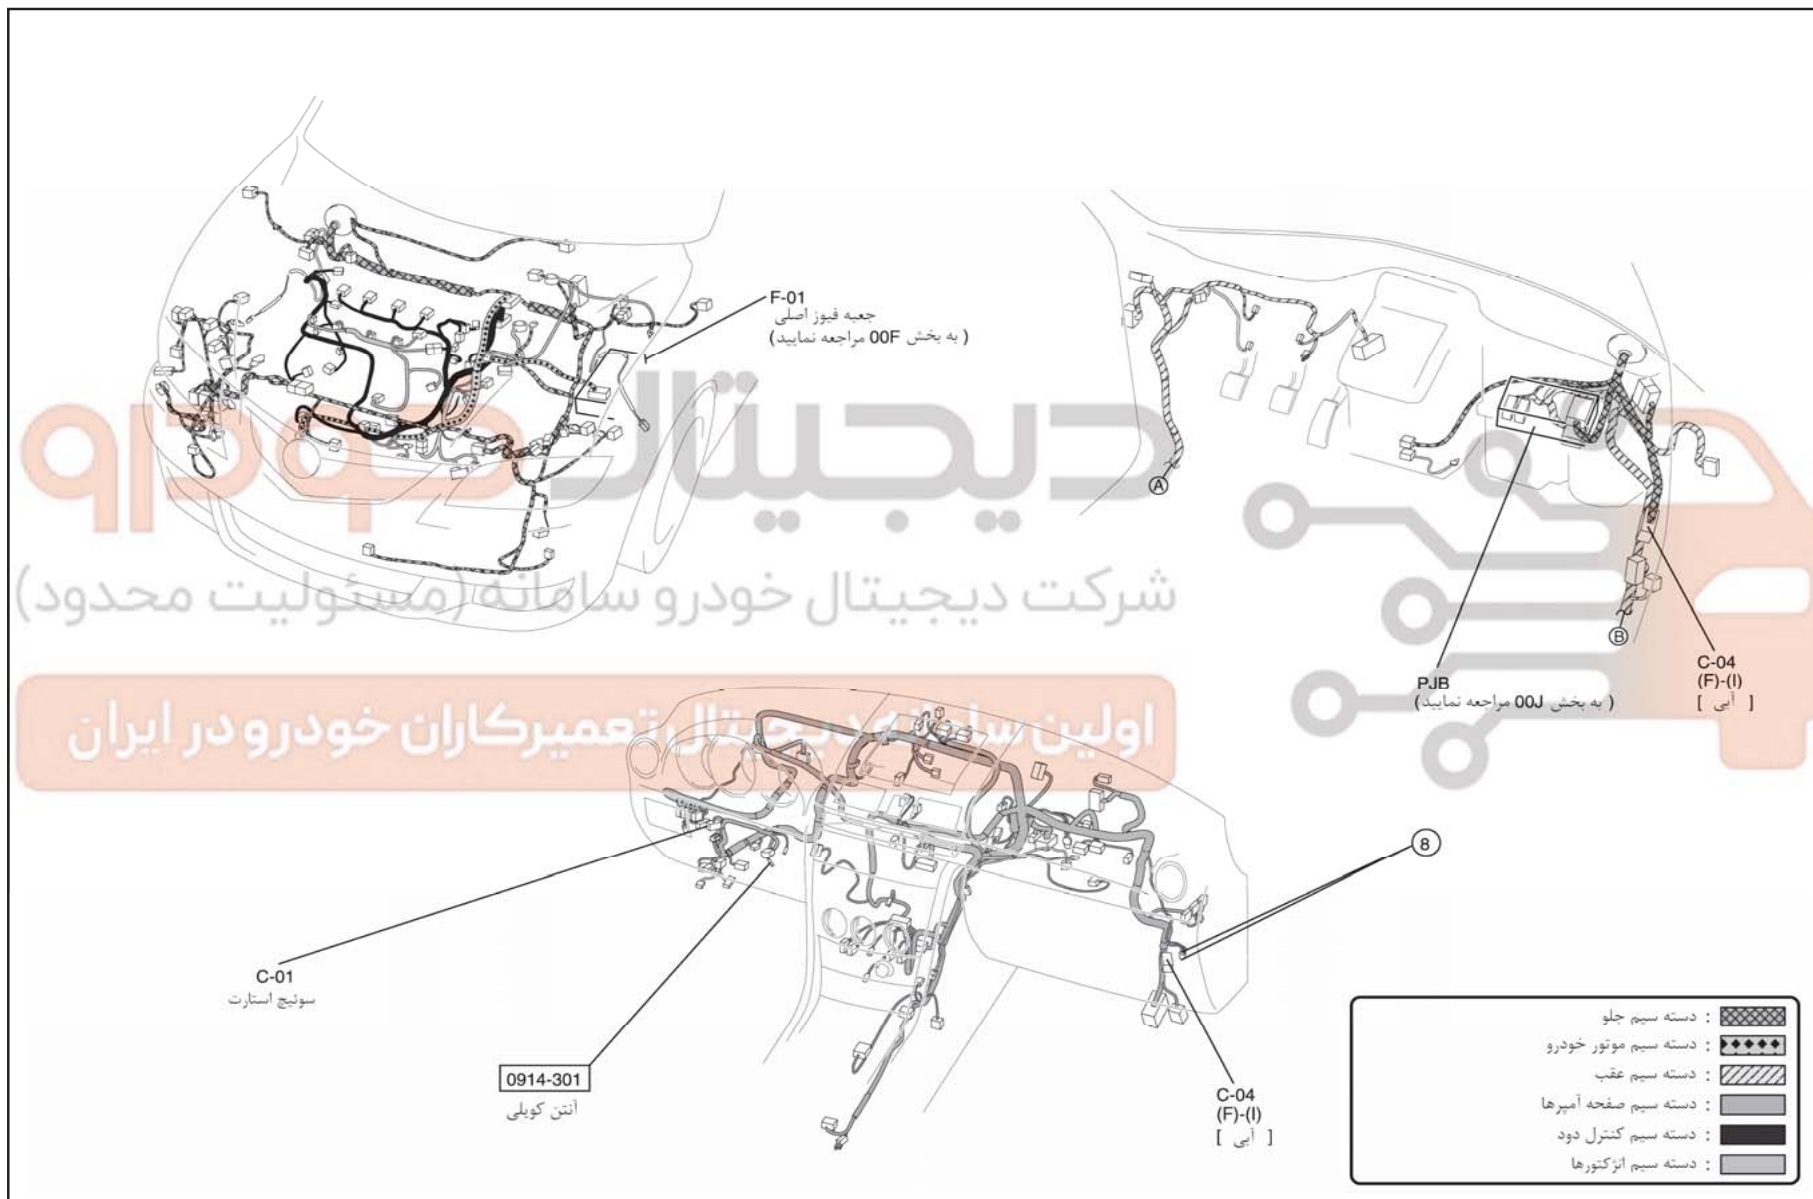 F-01
جعبه فیوز اصلی
( به بخش 00F مراجعه نمایید)
A
B
C-04
(F)-(I)
[ آبی ]
PJB
( به بخش 00J مراجعه نمایید)
دیجیتال خودرو
شرکت دیجیتال خودرو سامانه (مسئولیت محدود)
اولین سامانه دیجیتال تعمیرکاران خودرو در ایران
8
C-01
سوئیچ استارت
0914-301
آنتن کویلی
C-04
(F)-(I)
[ آبی ]
: دسته سیم جلو
: دسته سیم موتور خودرو
: دسته سیم عقب
: دسته سیم صفحه آمپرها
: دسته سیم کنترل دود
: دسته سیم انژکتورها